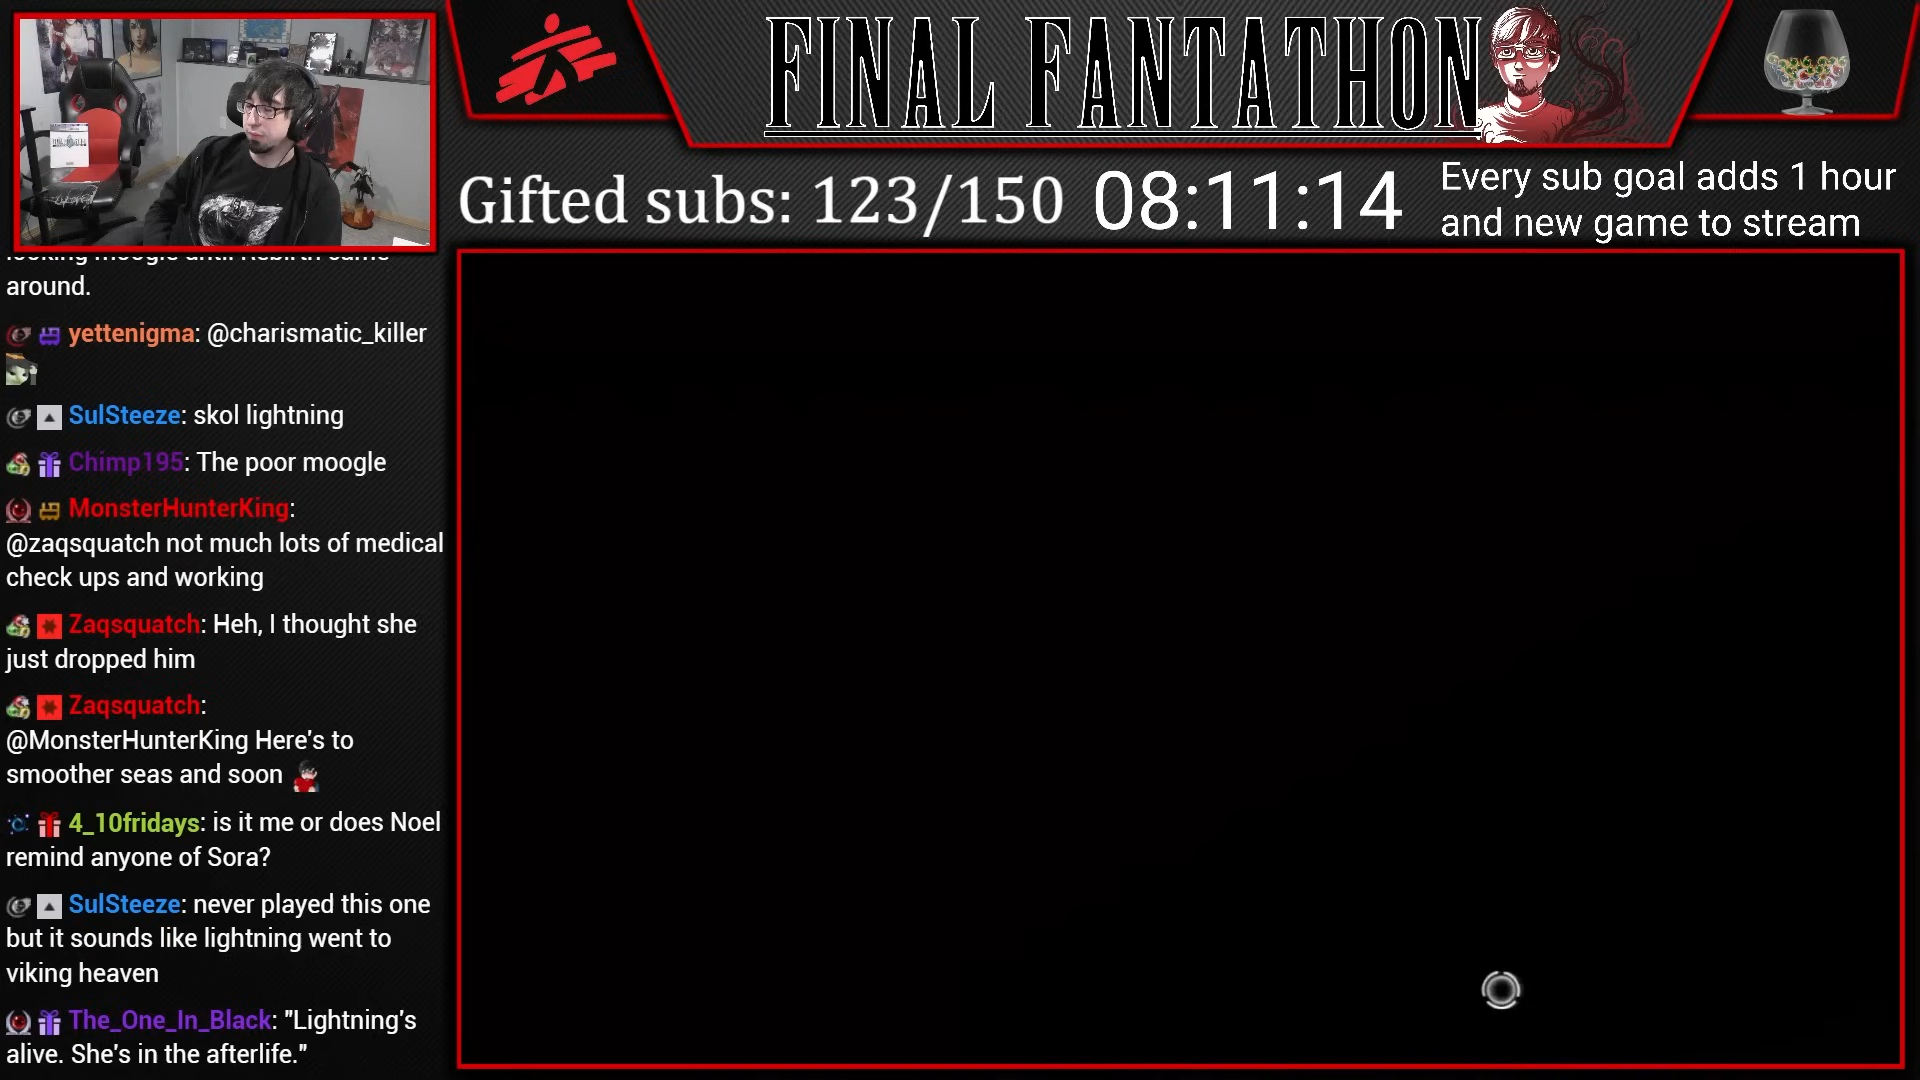 FINAL FANTATHON
Gifted subs: 123/150
08:11:14
Every sub goal adds 1 hour
and new game to stream
around.
yettenigma: @charismatic_killer
SulSteeze: skol lightning
Chimp195: The poor moogle
MonsterHunterKing:
@zaqsquatch not much lots of medical
check ups and working
Zaqsquatch: Heh, I thought she
just dropped him
Zaqsquatch:
@MonsterHunterKing Here's to
smoother seas and soon
4_10fridays: is it me or does Noel
remind anyone of Sora?
SulSteeze: never played this one
but it sounds like lightning went to
viking heaven
The_One_In_Black: "Lightning's
alive. She's in the afterlife."